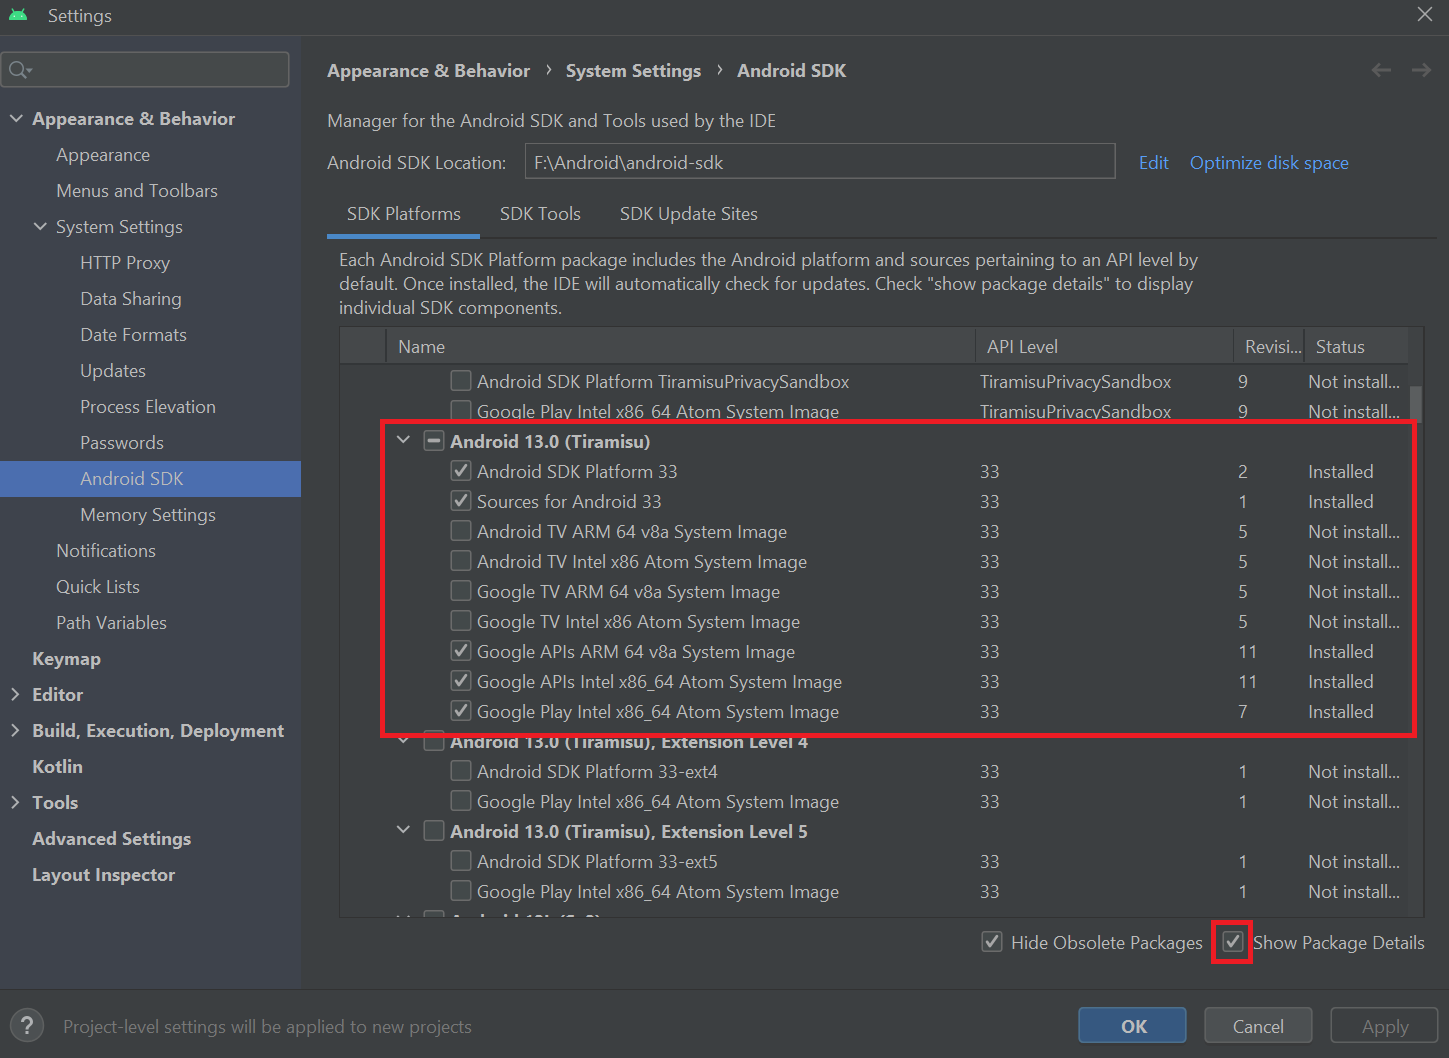 Settings
Appearance & Behavior
Appearance
Menus and Toolbars
System Settings
HTTP Proxy
Data Sharing
Date Formats
Updates
Process Elevation
Passwords
Android SDK
Memory Settings
Notifications
Quick Lists
Path Variables
Keymap
Editor
Build, Execution, Deployment
Kotlin
Tools
Advanced Settings
Layout Inspector
Appearance & Behavior › System Settings › Android SDK
Manager for the Android SDK and Tools used by the IDE
Android SDK Location: F:\Android\android-sdk Edit Optimize disk space
SDK Platforms SDK Tools SDK Update Sites
Each Android SDK Platform package includes the Android platform and sources pertaining to an API level by
default. Once installed, the IDE will automatically check for updates. Check "show package details" to display
individual SDK components.
Name API Level Revisi... Status
Android SDK Platform TiramisuPrivacySandbox TiramisuPrivacySandbox 9 Not install...
Google Play Intel x86_64 Atom System Image TiramisuPrivacySandbox 9 Not install...
Android 13.0 (Tiramisu)
Android SDK Platform 33 33 2 Installed
Sources for Android 33 33 1 Installed
Android TV ARM 64 v8a System Image 33 5 Not install...
Android TV Intel x86 Atom System Image 33 5 Not install...
Google TV ARM 64 v8a System Image 33 5 Not install...
Google TV Intel x86 Atom System Image 33 5 Not install...
Google APIs ARM 64 v8a System Image 33 11 Installed
Google APIs Intel x86_64 Atom System Image 33 11 Installed
Google Play Intel x86_64 Atom System Image 33 7 Installed
Android 13.0 (Tiramisu), Extension Level 4
Android SDK Platform 33-ext4 33 1 Not install...
Google Play Intel x86_64 Atom System Image 33 1 Not install...
Android 13.0 (Tiramisu), Extension Level 5
Android SDK Platform 33-ext5 33 1 Not install...
Google Play Intel x86_64 Atom System Image 33 1 Not install...
Hide Obsolete Packages Show Package Details
? Project-level settings will be applied to new projects
OK Cancel Apply